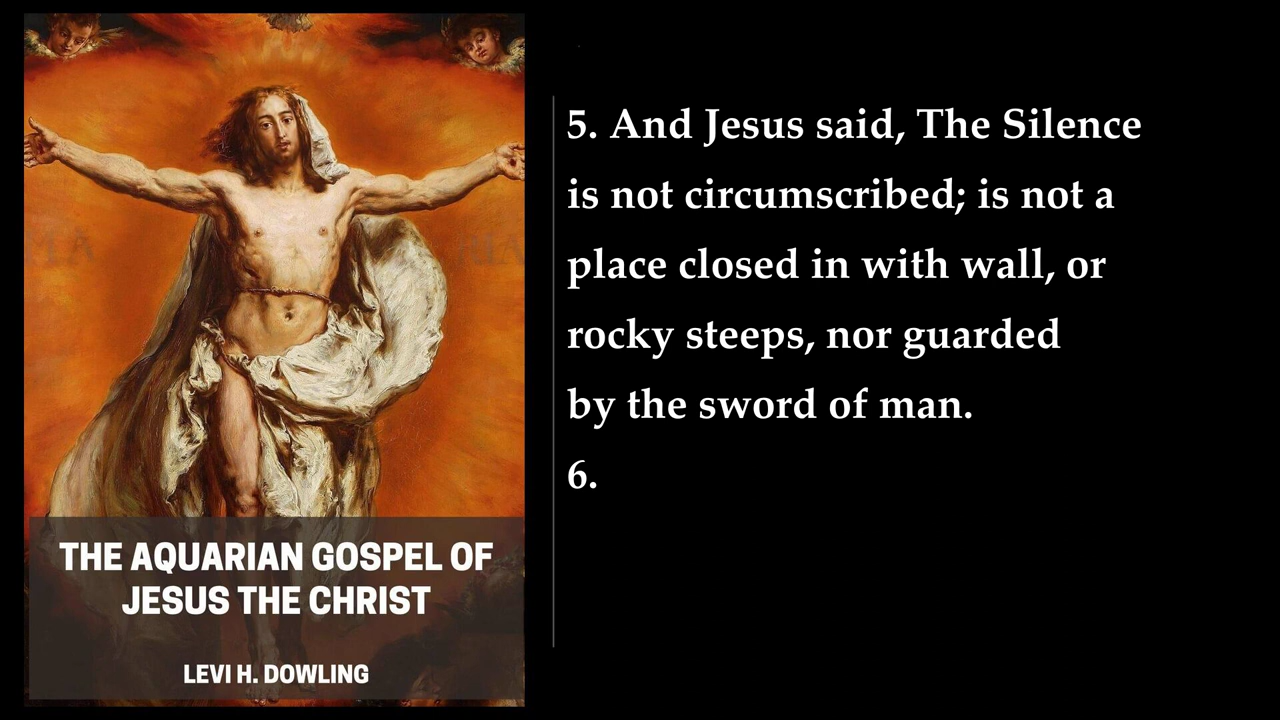 THE AQUARIAN GOSPEL OF
JESUS THE CHRIST
LEVI H. DOWLING
5. And Jesus said, The Silence
is not circumscribed; is not a
place closed in with wall, or
rocky steeps, nor guarded
by the sword of man.
6.